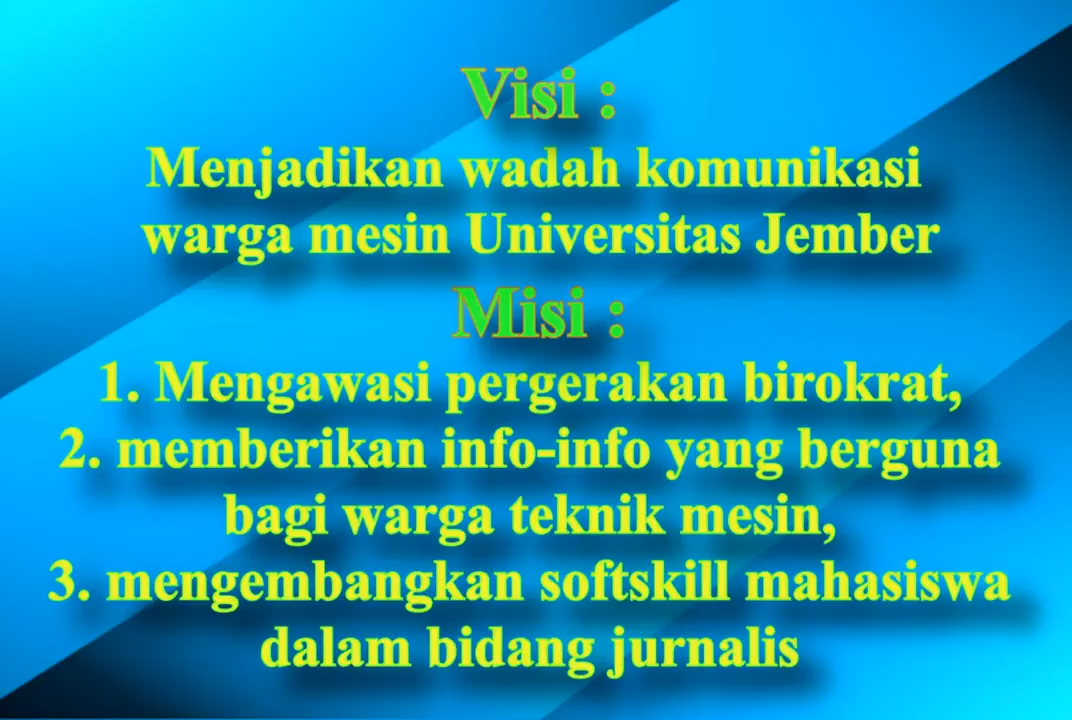 Visi :
Menjadikan wadah komunikasi
warga mesin Universitas Jember
Misi :
1. Mengawasi pergerakan birokrat,
2. memberikan info-info yang berguna
bagi warga teknik mesin,
3. mengembangkan softskill mahasiswa
dalam bidang jurnalis